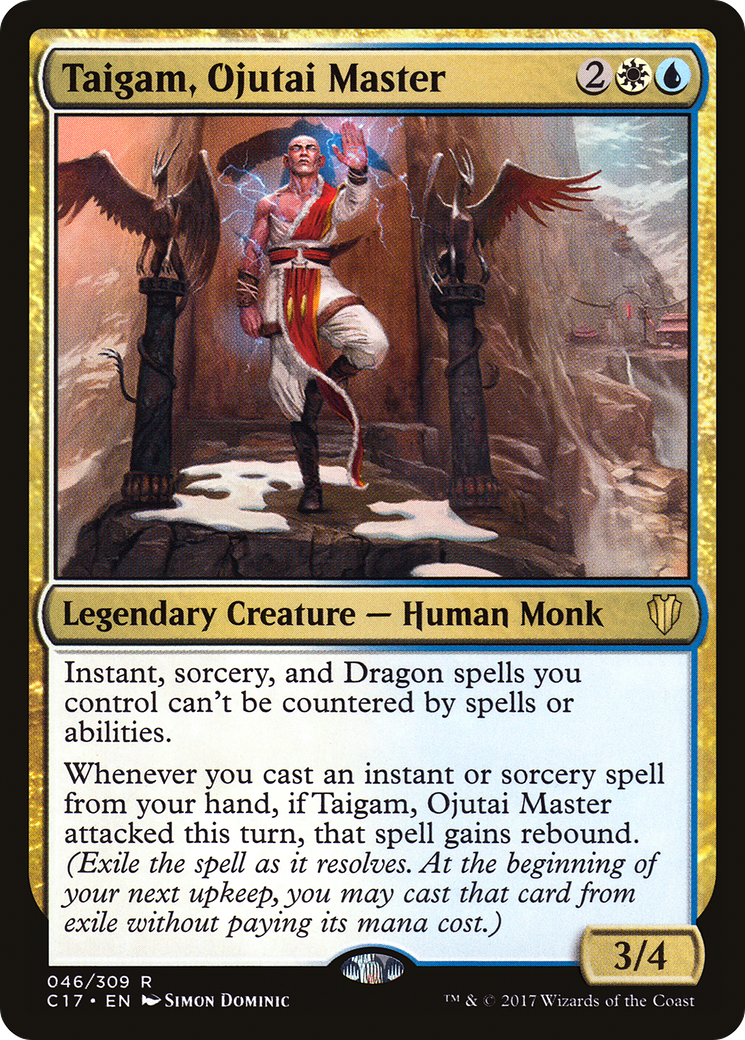 Taigam, Ojutai Master 2
Legendary Creature — Human Monk
Instant, sorcery, and Dragon spells you
control can't be countered by spells or
abilities.
Whenever you cast an instant or sorcery spell
from your hand, if Taigam, Ojutai Master
attacked this turn, that spell gains rebound.
(Exile the spell as it resolves. At the beginning of
your next upkeep, you may cast that card from
exile without paying its mana cost.)
3/4
046/309 R
C17 • EN Simon Dominic
™ & © 2017 Wizards of the Coast